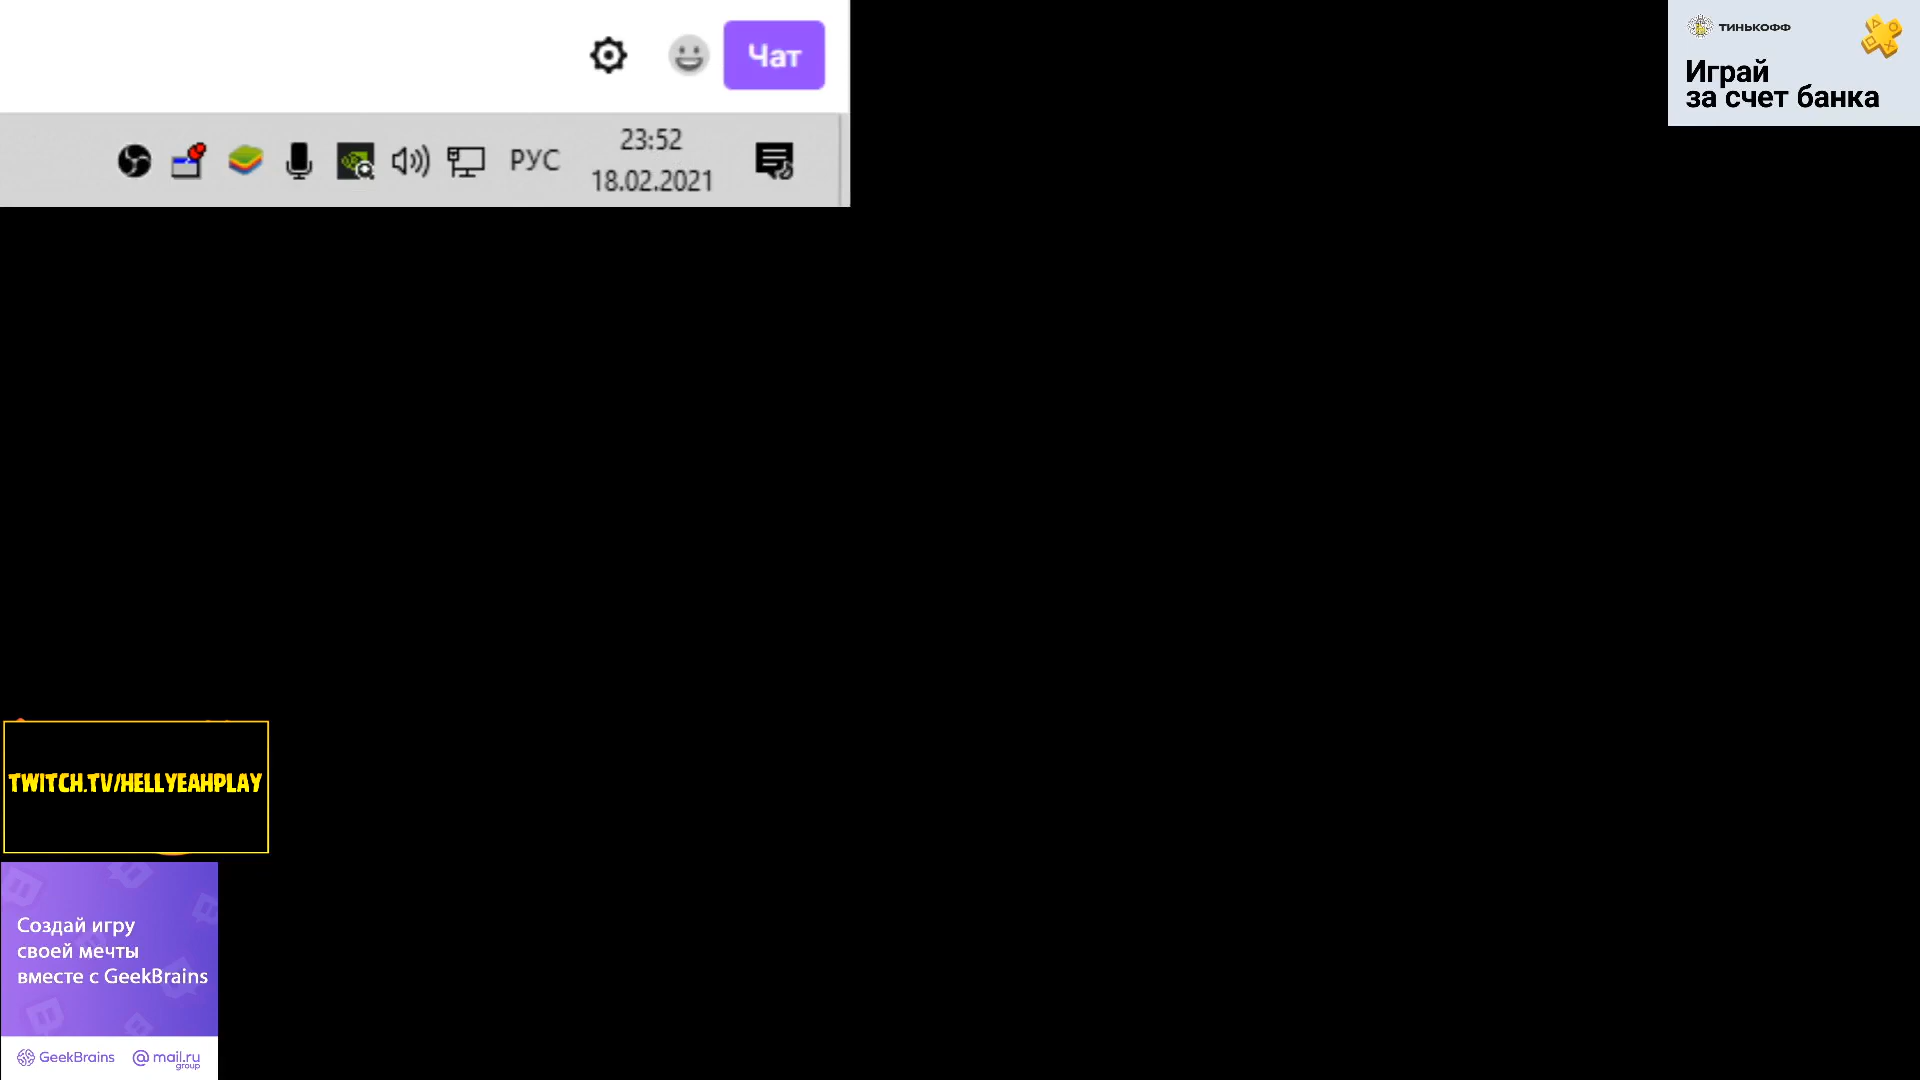 Чат
РУС
23:52
18.02.2021
ТИНЬКОФФ
Играй
за счет банка
TWITCH.TV/HELLYEAHPLAY
Создай игру
своей мечты
вместе с GeekBrains
GeekBrains
@mail.ru
group